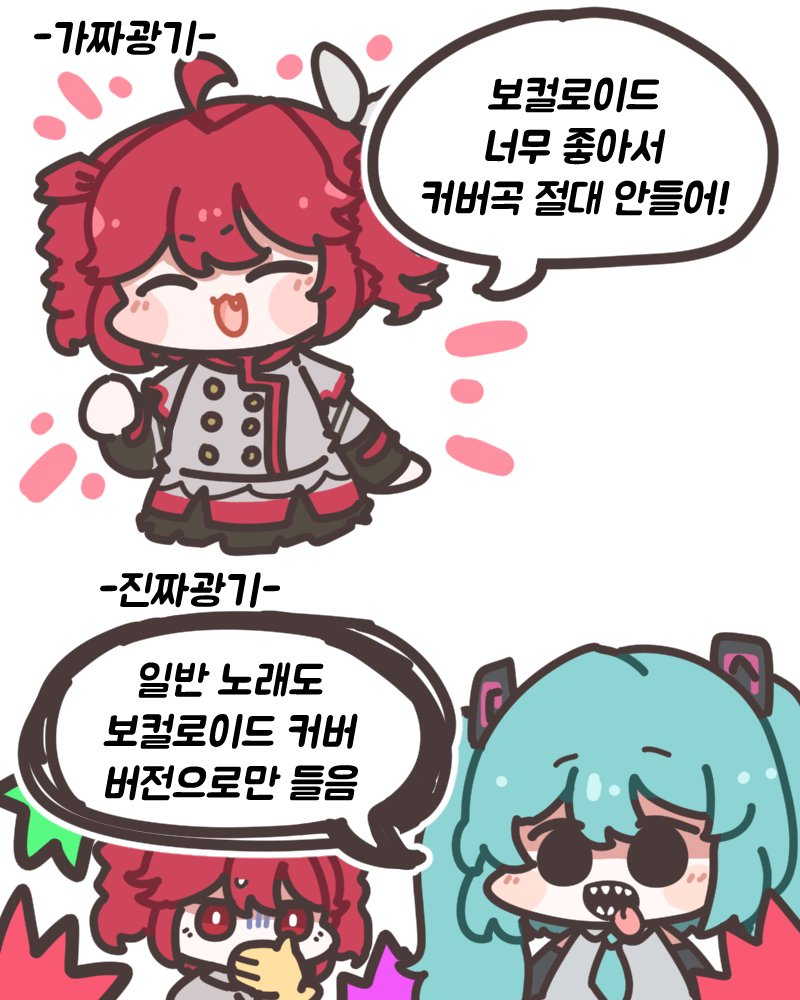 -가짜광기-
보컬로이드
너무 좋아서
커버곡 절대 안들어!
-진짜광기-
일반 노래도
보컬로이드 커버
버전으로만 들음